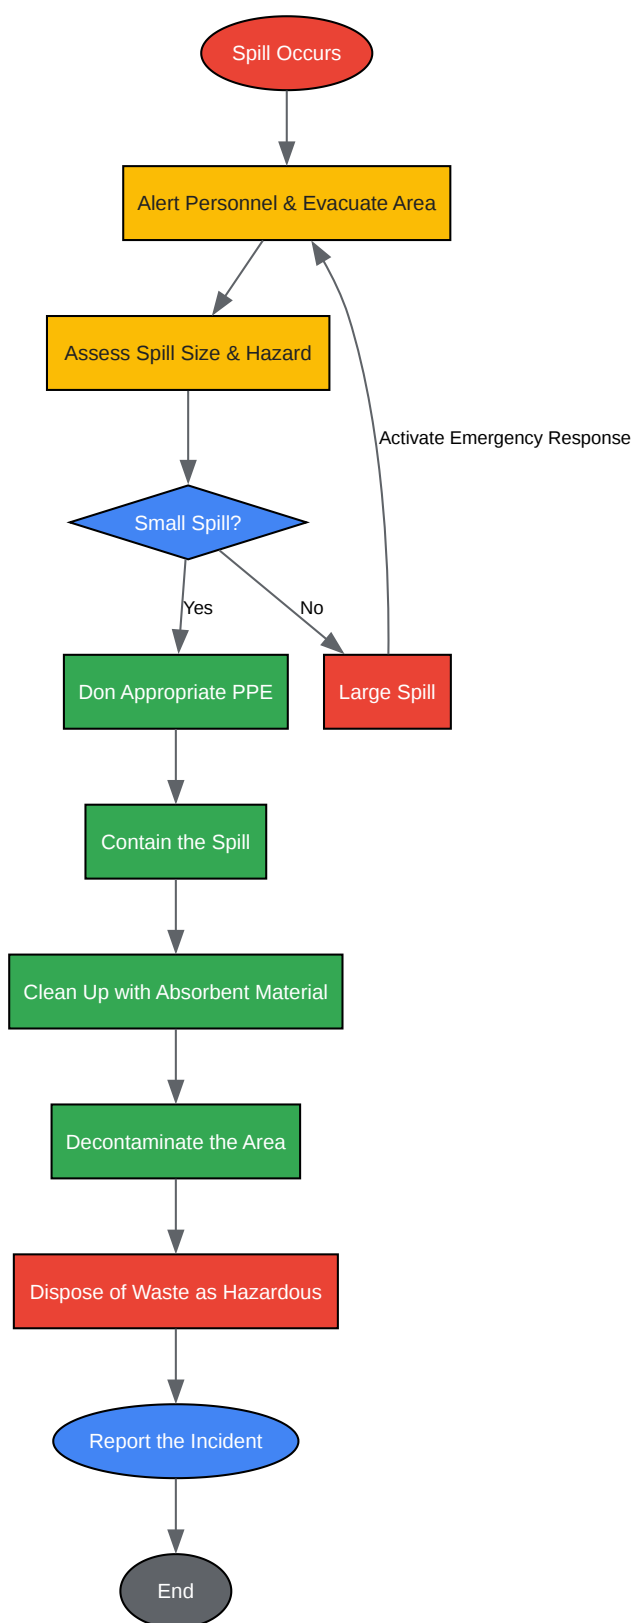 Spill Occurs
Alert Personnel & Evacuate Area
Assess Spill Size & Hazard
Activate Emergency Response
Small Spill?
Yes
No
Don Appropriate PPE
Large Spill
Contain the Spill
Clean Up with Absorbent Material
Decontaminate the Area
Dispose of Waste as Hazardous
Report the Incident
End